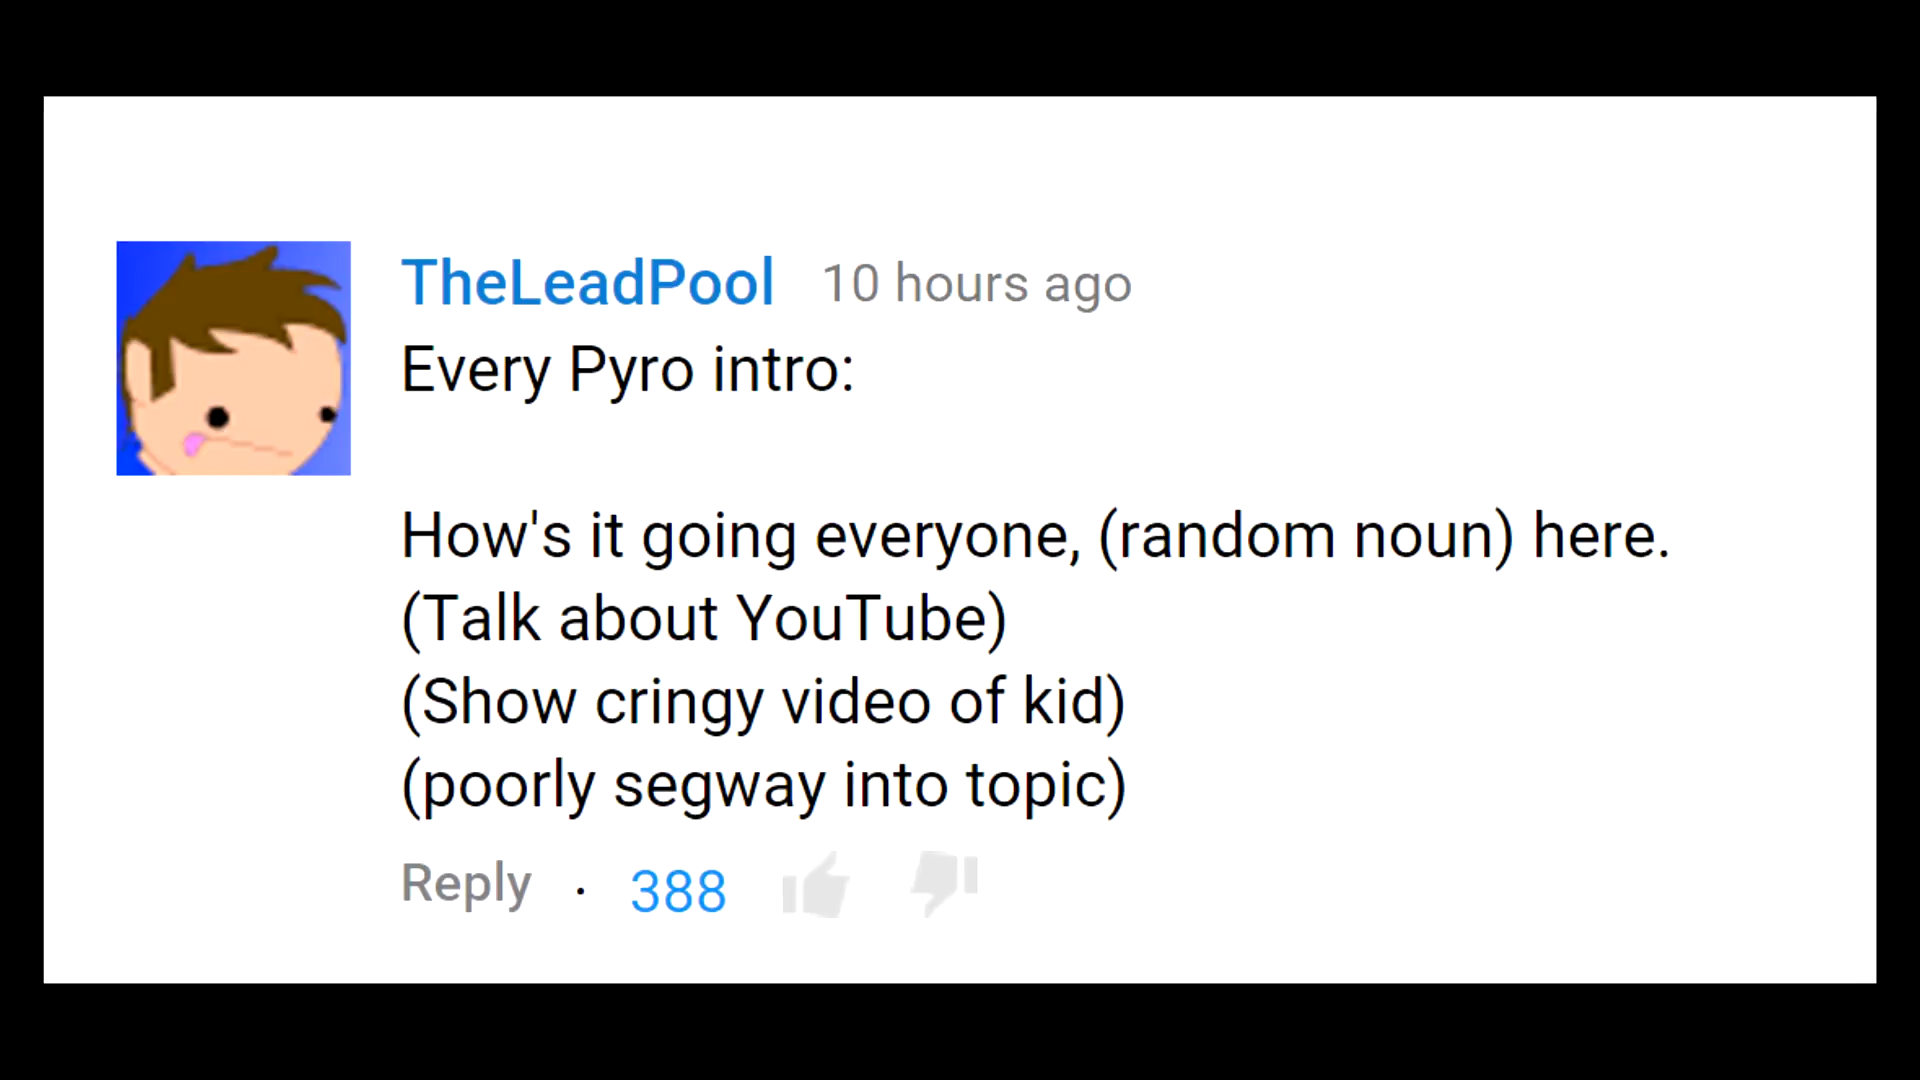 TheLeadPool 10 hours ago
Every Pyro intro:
How's it going everyone, (random noun) here.
(Talk about YouTube)
(Show cringy video of kid)
(poorly segway into topic)
Reply · 388